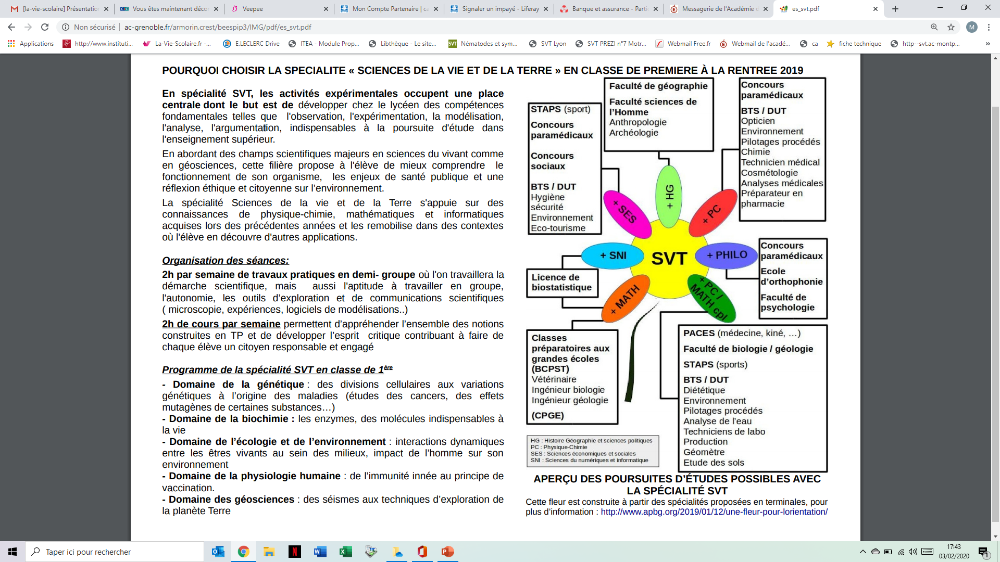 [la-vie-scolaire] Présentation
Vous êtes maintenant décor
Veepee
Mon Compte Partenaire | ca
Signaler un impayé - Liferay
Banque et assurance - Parti
Messagerie de l'Académie d
es_svt.pdf
Non sécurisé | ac-grenoble.fr/armorin.crest/beespip3/IMG/pdf/es_svt.pdf
M
Applications
http://www.instituti...
La-Vie-Scolaire.fr -...
E.LECLERC Drive
ITEA - Module Prop...
Libthèque - Le site...
SVT
Nématodes et sym...
SVT Lyon
SVT PREZI n°7 Motr...
Webmail Free.fr
Webmail de l'acadé...
ca
fiche technique
http--svt.ac-montp...
»
POURQUOI CHOISIR LA SPECIALITE « SCIENCES DE LA VIE ET DE LA TERRE » EN CLASSE DE PREMIERE À LA RENTREE 2019
En spécialité SVT, les activités expérimentales occupent une place
centrale dont le but est de développer chez le lycéen des compétences
fondamentales telles que l'observation, l'expérimentation, la modélisation,
l'analyse, l'argumentation, indispensables à la poursuite d'étude dans
l'enseignement supérieur.
En abordant des champs scientifiques majeurs en sciences du vivant comme
en géosciences, cette filière propose à l'élève de mieux comprendre le
fonctionnement de son organisme, les enjeux de santé publique et une
réflexion éthique et citoyenne sur l’environnement.
La spécialité Sciences de la vie et de la Terre s'appuie sur des
connaissances de physique-chimie, mathématiques et informatiques
acquises lors des précédentes années et les remobilise dans des contextes
où l'élève en découvre d'autres applications.
Organisation des séances:
2h par semaine de travaux pratiques en demi- groupe où l'on travaillera la
démarche scientifique, mais aussi l'aptitude à travailler en groupe,
l'autonomie, les outils d’exploration et de communications scientifiques
( microscopie, expériences, logiciels de modélisations..)
2h de cours par semaine permettent d’appréhender l’ensemble des notions
construites en TP et de développer l’esprit critique contribuant à faire de
chaque élève un citoyen responsable et engagé
Programme de la spécialité SVT en classe de 1ère
- Domaine de la génétique : des divisions cellulaires aux variations
génétiques à l’origine des maladies (études des cancers, des effets
mutagènes de certaines substances…)
- Domaine de la biochimie : les enzymes, des molécules indispensables à
la vie
- Domaine de l’écologie et de l’environnement : interactions dynamiques
entre les êtres vivants au sein des milieux, impact de l’homme sur son
environnement
- Domaine de la physiologie humaine : de l’immunité innée au principe de
vaccination.
- Domaine des géosciences : des séismes aux techniques d’exploration de
la planète Terre
STAPS (sport)
Concours
paramédicaux
Concours
sociaux
BTS / DUT
Hygiène
sécurité
Environnement
Eco-tourisme
Faculté de géographie
Faculté sciences de
l’Homme
Anthropologie
Archéologie
Concours
paramédicaux
BTS / DUT
Opticien
Environnement
Pilotages procédés
Chimie
Technicien médical
Cosmétologie
Analyses médicales
Préparateur en
pharmacie
+ SES
+ HG
+ PC
+ SNI
SVT
+ PHILO
+ MATH
+ PC /
MATH cpl
Licence de
biostatistique
Concours
paramédicaux
Ecole
d’orthophonie
Faculté de
psychologie
Classes
préparatoires aux
grandes écoles
(BCPST)
Vétérinaire
Ingénieur biologie
Ingénieur géologie
(CPGE)
PACES (médecine, kiné, …)
Faculté de biologie / géologie
STAPS (sports)
BTS / DUT
Diététique
Environnement
Pilotages procédés
Analyse de l’eau
Techniciens de labo
Production
Géomètre
Etude des sols
HG : Histoire Géographie et sciences politiques
PC : Physique-Chimie
SES : Sciences économiques et sociales
SNI : Sciences du numériques et informatique
APERÇU DES POURSUITES D’ÉTUDES POSSIBLES AVEC
LA SPÉCIALITÉ SVT
Cette fleur est construite à partir des spécialités proposées en terminales, pour
plus d’information : http://www.apbg.org/2019/01/12/une-fleur-pour-lorientation/
Taper ici pour rechercher
17:43
03/02/2020
1